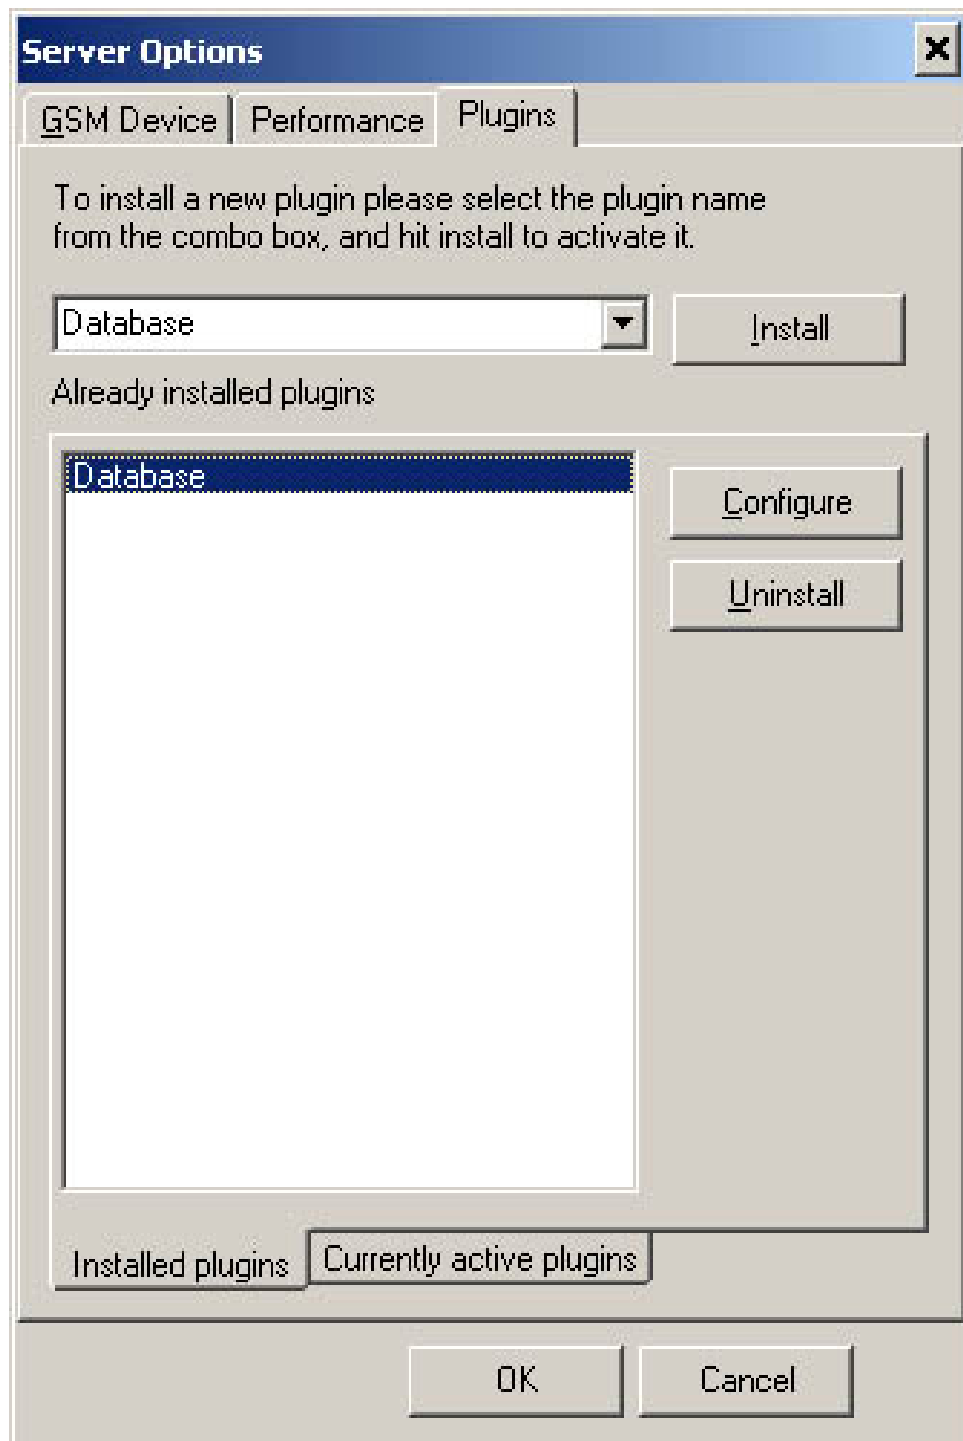 Server Options
GSM Device Performance Plugins
To install a new plugin please select the plugin name
from the combo box, and hit install to activate it.
Database
Install
Already installed plugins
Database
Configure
Uninstall
Installed plugins Currently active plugins
OK Cancel